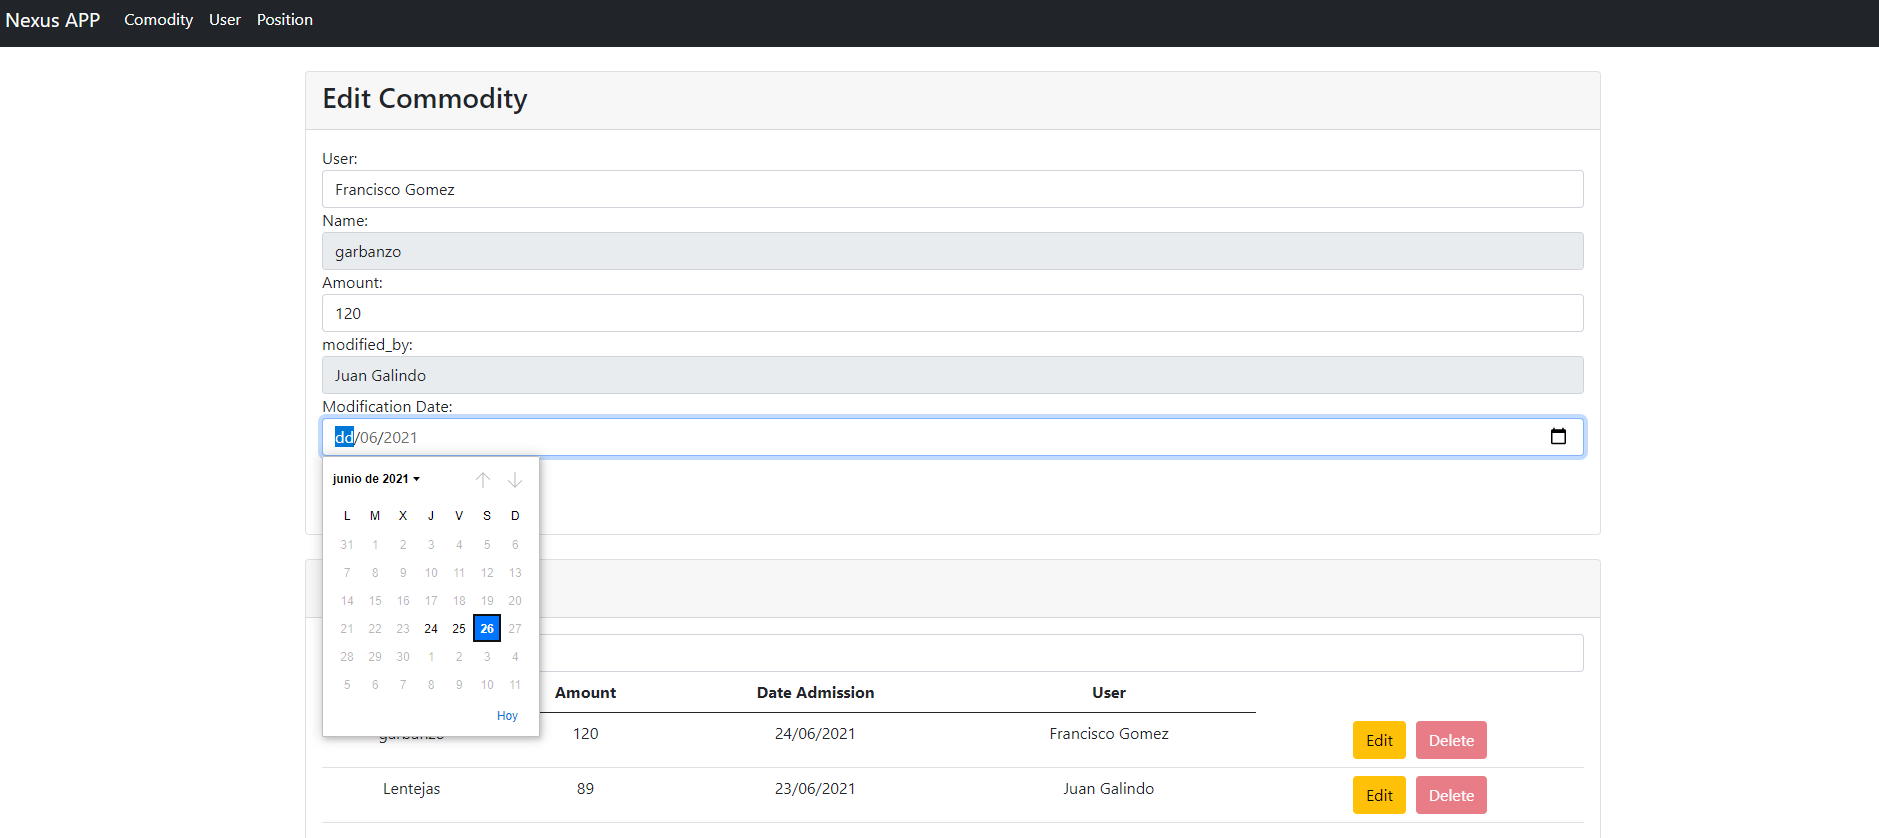 Nexus APP Comodity User Position
Edit Commodity
User:
Francisco Gomez
Name:
garbanzo
Amount:
120
modified_by:
Juan Galindo
Modification Date:
dd/06/2021
junio de 2021
L M X J V S D
31 1 2 3 4 5 6
7 8 9 10 11 12 13
14 15 16 17 18 19 20
21 22 23 24 25 26 27
28 29 30 1 2 3 4
5 6 7 8 9 10 11
Hoy
Amount Date Admission User
garbanzo 120 24/06/2021 Francisco Gomez Edit Delete
Lentejas 89 23/06/2021 Juan Galindo Edit Delete